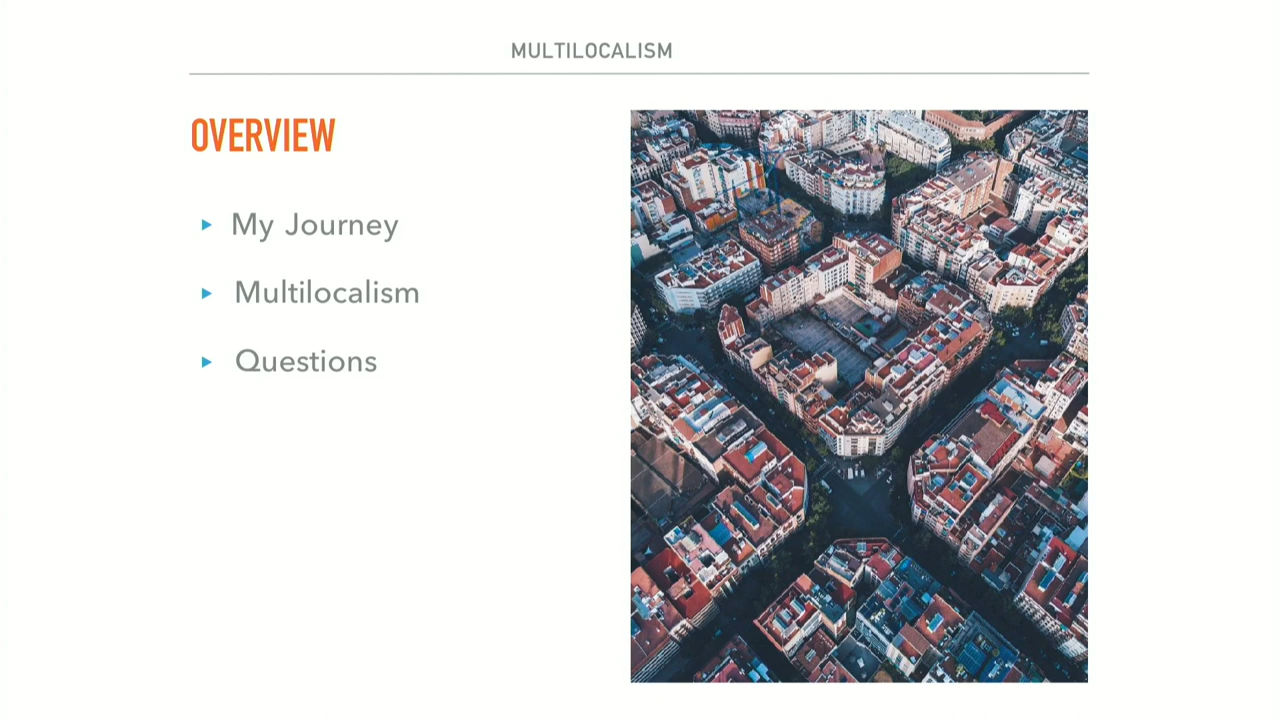 MULTILOCALISM
OVERVIEW
▸ My Journey
▸ Multilocalism
▸ Questions